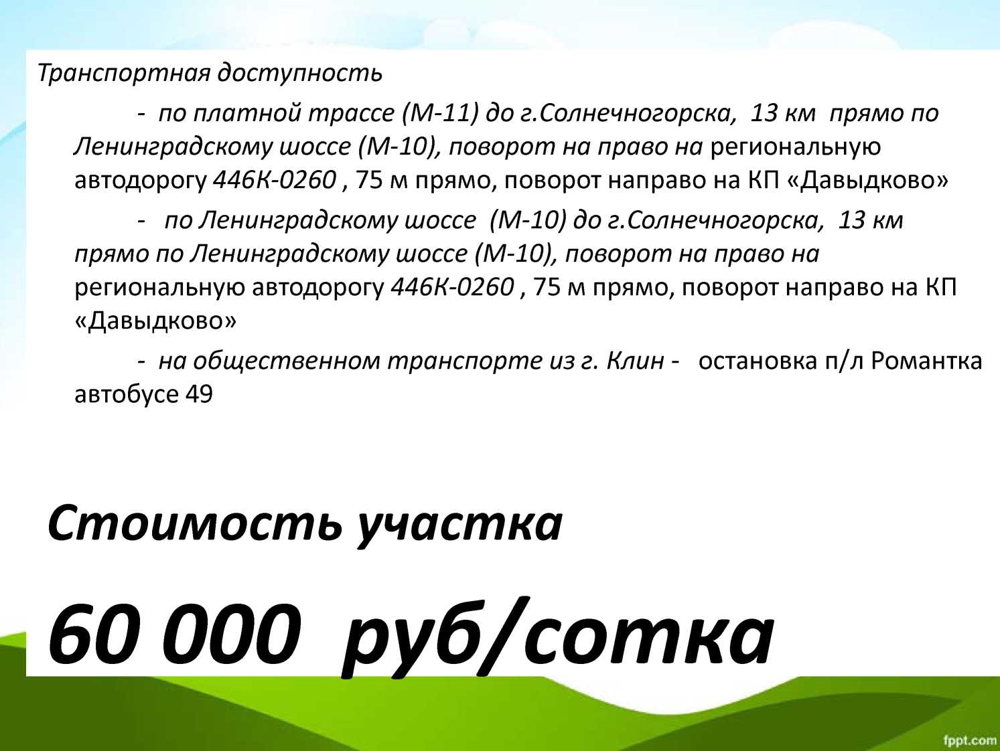 Транспортная доступность
- по платной трассе (М-11) до г.Солнечногорска, 13 км прямо по
Ленинградскому шоссе (М-10), поворот на право на региональную
автодорогу 446К-0260 , 75 м прямо, поворот направо на КП «Давыдково»
- по Ленинградскому шоссе (М-10) до г.Солнечногорска, 13 км
прямо по Ленинградскому шоссе (М-10), поворот на право на
региональную автодорогу 446К-0260 , 75 м прямо, поворот направо на КП
«Давыдково»
- на общественном транспорте из г. Клин - остановка п/л Романтка
автобусе 49
Стоимость участка
60 000 руб/сотка
fppt.com